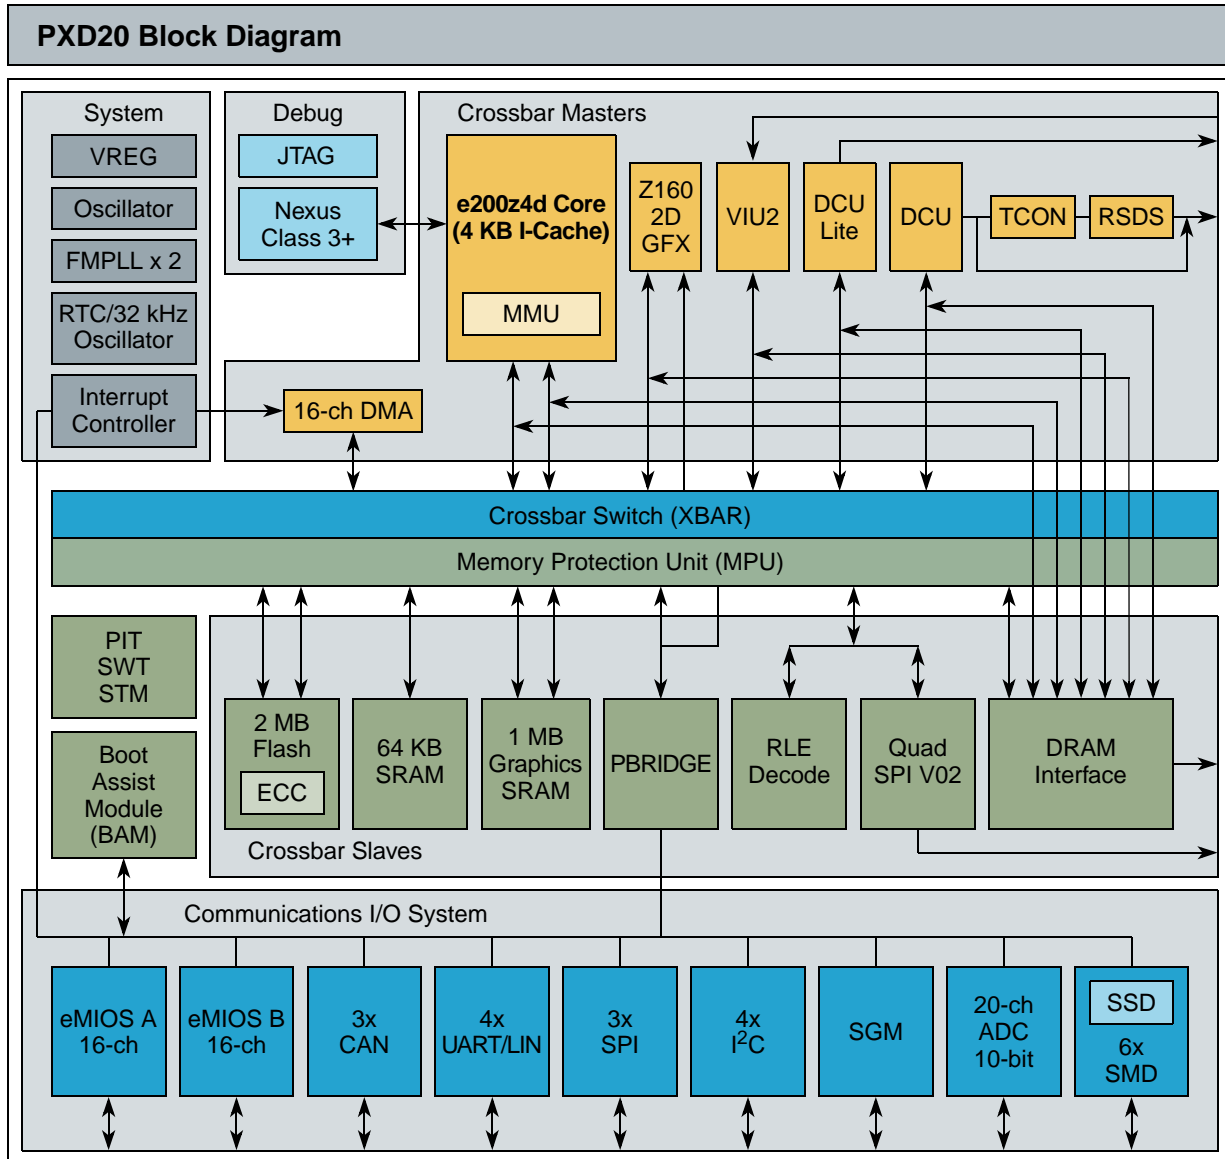 PXD20 Block Diagram
System
VREG
Oscillator
FMPLL x 2
RTC/32 kHz
Oscillator
Interrupt
Controller
Debug
JTAG
Nexus
Class 3+
Crossbar Masters
e200z4d Core
(4 KB I-Cache)
MMU
Z160
2D
GFX
VIU2
DCU
Lite
DCU
TCON
RSDS
16-ch DMA
Crossbar Switch (XBAR)
Memory Protection Unit (MPU)
PIT
SWT
STM
Boot
Assist
Module
(BAM)
2 MB
Flash
ECC
64 KB
SRAM
1 MB
Graphics
SRAM
PBRIDGE
RLE
Decode
Quad
SPI V02
DRAM
Interface
Crossbar Slaves
Communications I/O System
eMIOS A
16-ch
eMIOS B
16-ch
3x
CAN
4x
UART/LIN
3x
SPI
4x
I²C
SGM
20-ch
ADC
10-bit
SSD
6x
SMD